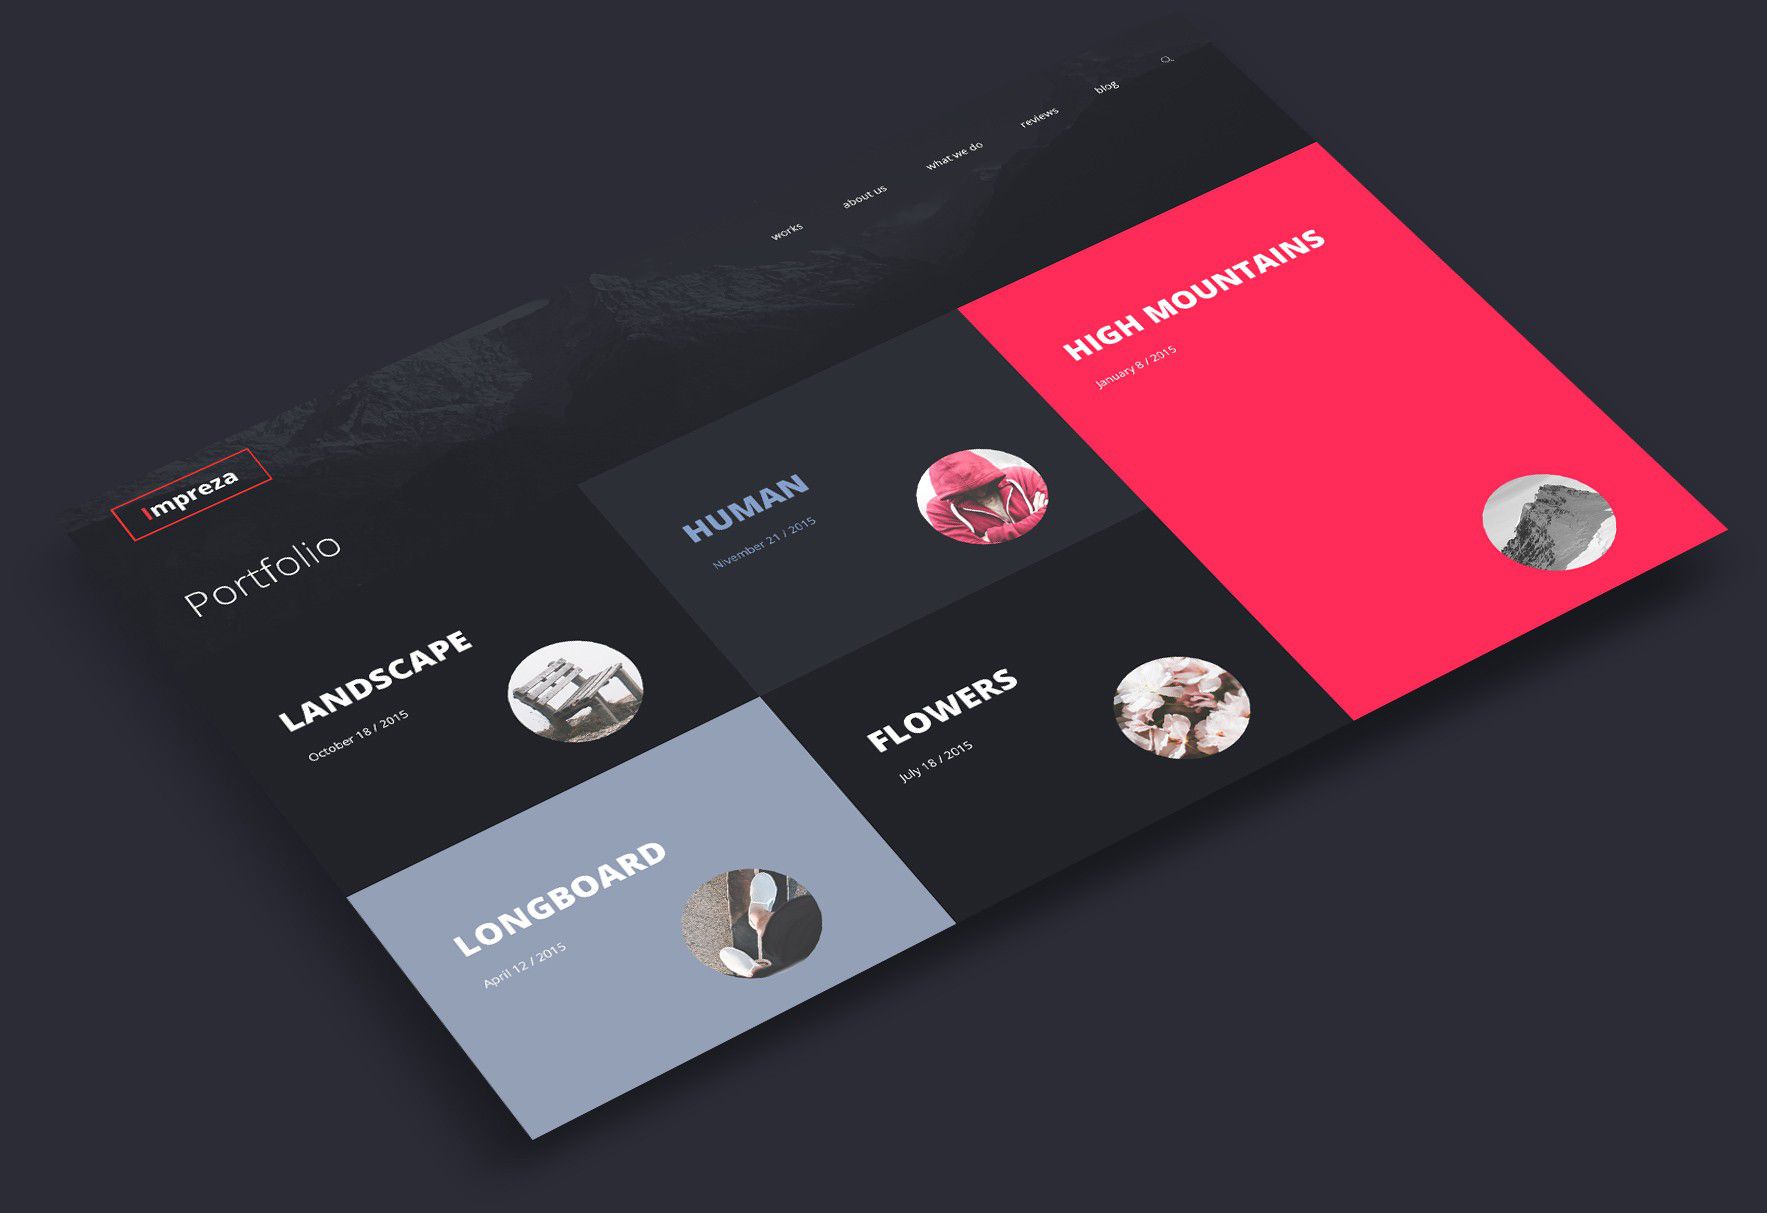 Impreza
works
about us
what we do
reviews
blog
Portfolio
LANDSCAPE
October 18 / 2015
HUMAN
Nivember 21 / 2015
HIGH MOUNTAINS
January 8 / 2015
LONGBOARD
April 12 / 2015
FLOWERS
July 18 / 2015